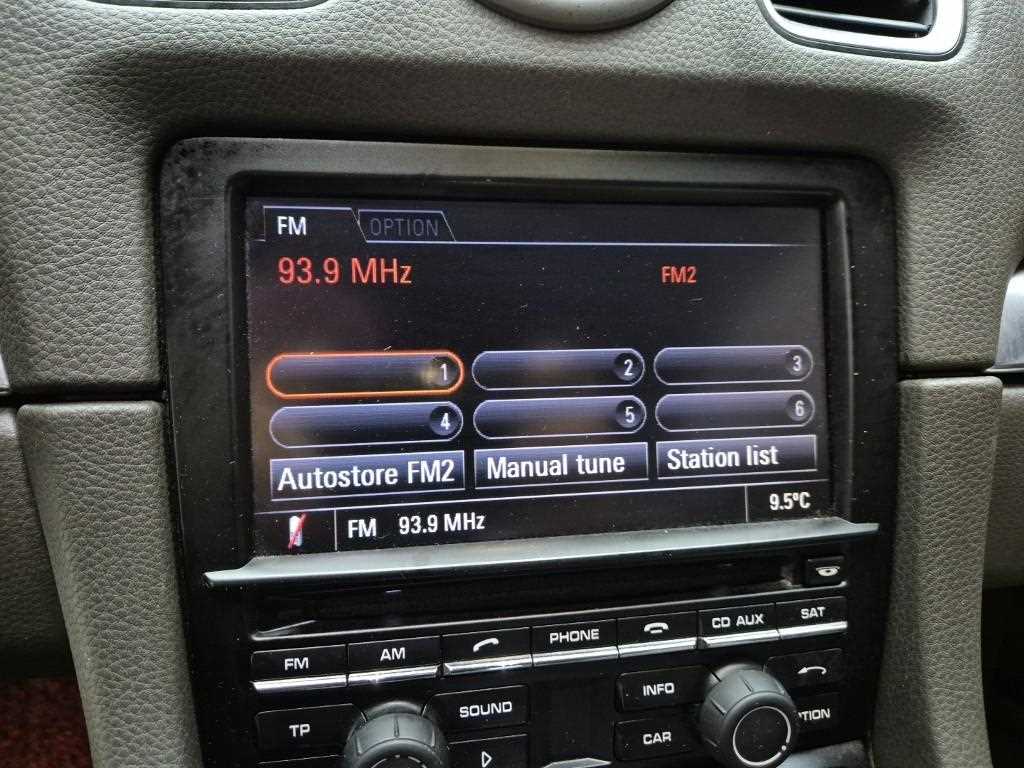 FM OPTION
93.9 MHz FM2
1 2 3
4 5 6
Autostore FM2 Manual tune Station list
FM 93.9 MHz 9.5ºC
FM AM PHONE CD AUX SAT
TP SOUND INFO
CAR